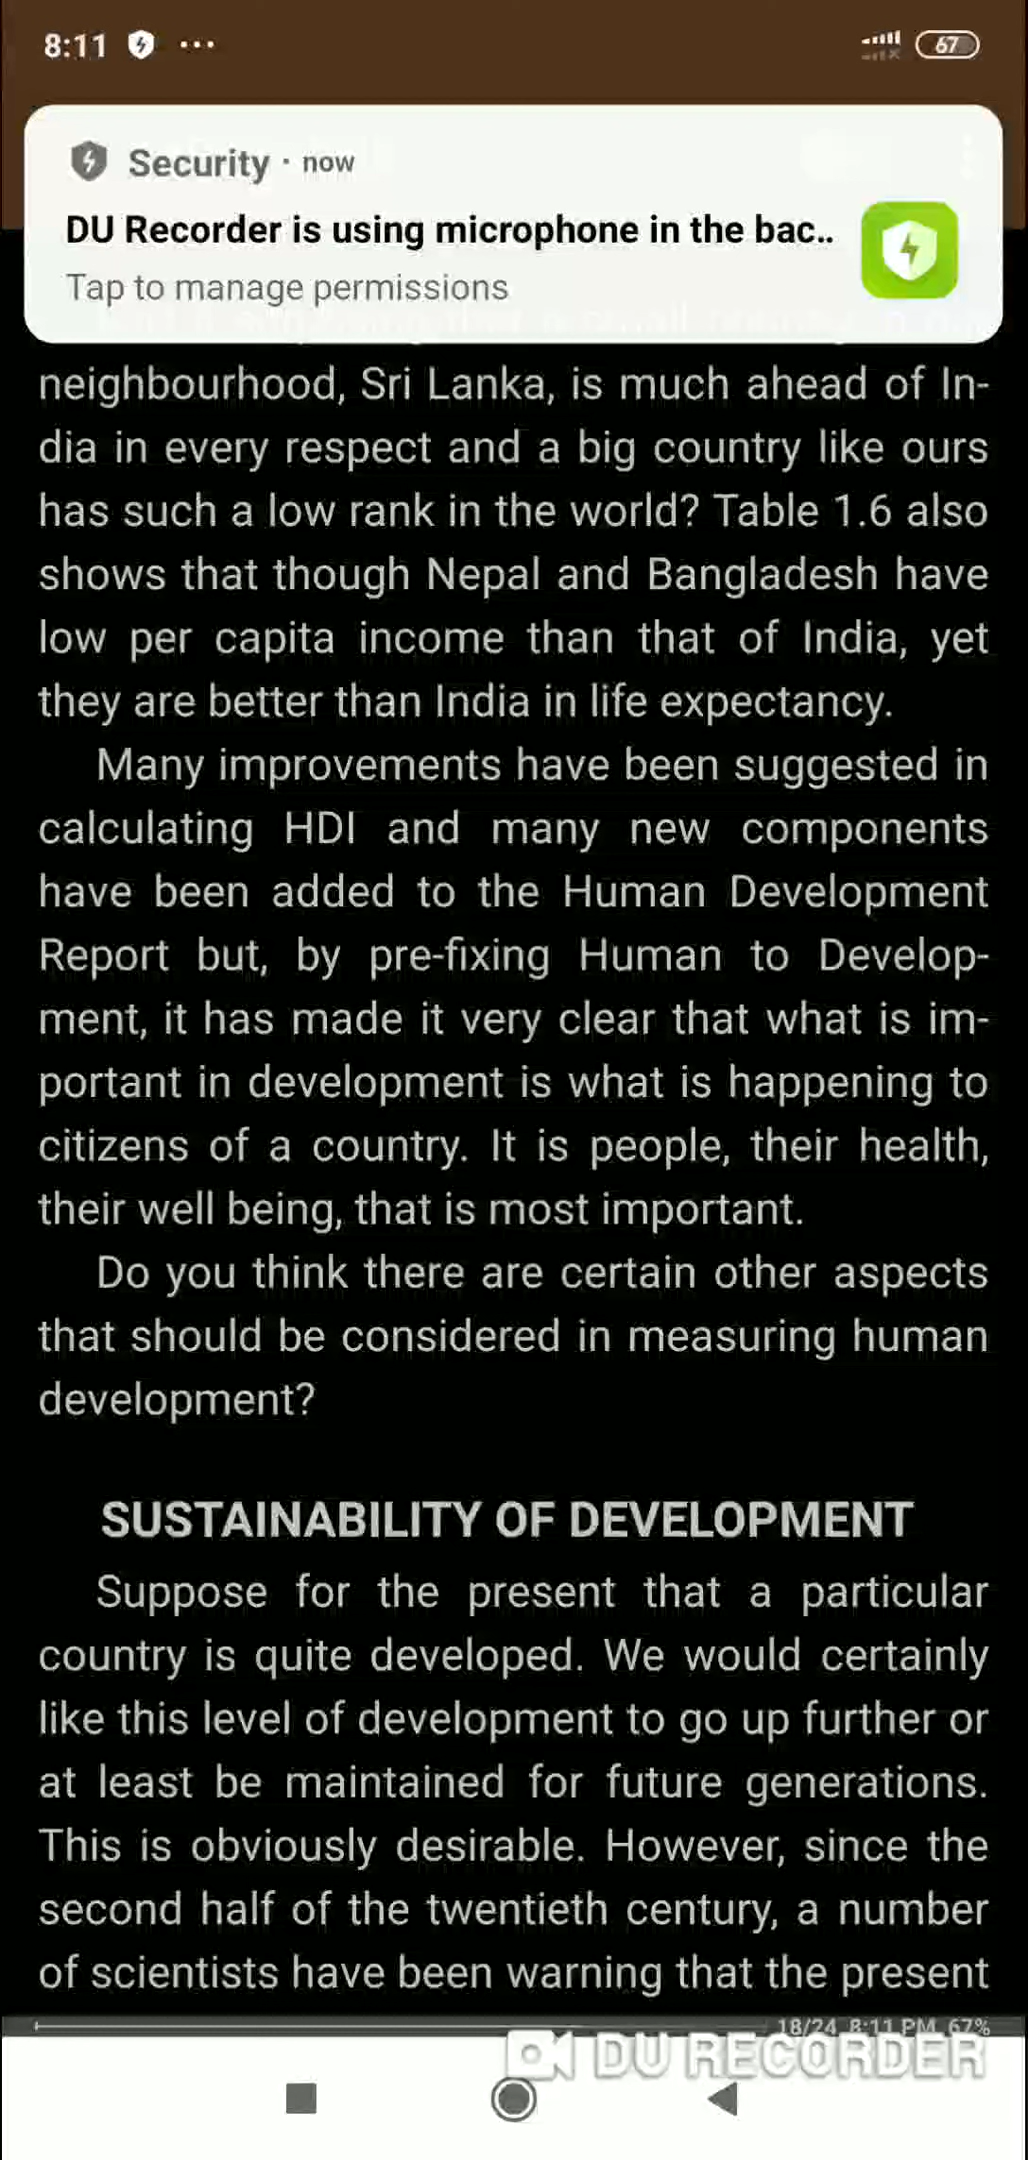 8:11 ...
67
Security · now
DU Recorder is using microphone in the bac..
Tap to manage permissions
neighbourhood, Sri Lanka, is much ahead of In-
dia in every respect and a big country like ours
has such a low rank in the world? Table 1.6 also
shows that though Nepal and Bangladesh have
low per capita income than that of India, yet
they are better than India in life expectancy.
Many improvements have been suggested in
calculating HDI and many new components
have been added to the Human Development
Report but, by pre-fixing Human to Develop-
ment, it has made it very clear that what is im-
portant in development is what is happening to
citizens of a country. It is people, their health,
their well being, that is most important.
Do you think there are certain other aspects
that should be considered in measuring human
development?
SUSTAINABILITY OF DEVELOPMENT
Suppose for the present that a particular
country is quite developed. We would certainly
like this level of development to go up further or
at least be maintained for future generations.
This is obviously desirable. However, since the
second half of the twentieth century, a number
of scientists have been warning that the present
18/24 8:11 PM 67%
DU RECORDER